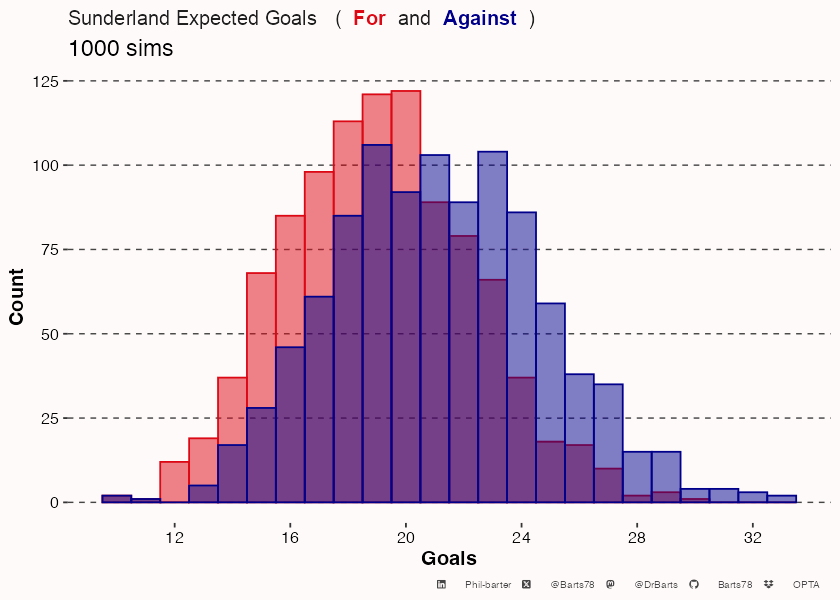 Sunderland Expected Goals ( For and Against )
1000 sims
125
100
75
50
25
0
Count
12 16 20 24 28 32
Goals
Phil-barter @Barts78 @DrBarts Barts78 OPTA